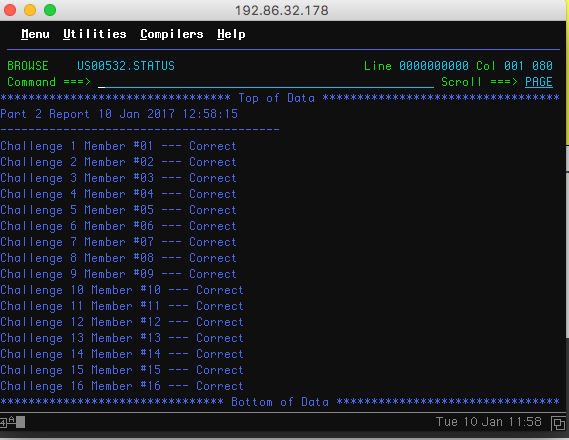 192.86.32.178
Menu Utilities Compilers Help
BROWSE US00532.STATUS Line 0000000000 Col 001 080
Command ===> Scroll ===> PAGE
********************************* Top of Data **********************************
Part 2 Report 10 Jan 2017 12:58:15
----------------------------------------
Challenge 1 Member #01 --- Correct
Challenge 2 Member #02 --- Correct
Challenge 3 Member #03 --- Correct
Challenge 4 Member #04 --- Correct
Challenge 5 Member #05 --- Correct
Challenge 6 Member #06 --- Correct
Challenge 7 Member #07 --- Correct
Challenge 8 Member #08 --- Correct
Challenge 9 Member #09 --- Correct
Challenge 10 Member #10 --- Correct
Challenge 11 Member #11 --- Correct
Challenge 12 Member #12 --- Correct
Challenge 13 Member #13 --- Correct
Challenge 14 Member #14 --- Correct
Challenge 15 Member #15 --- Correct
Challenge 16 Member #16 --- Correct
******************************** Bottom of Data ********************************
4A Tue 10 Jan 11:58